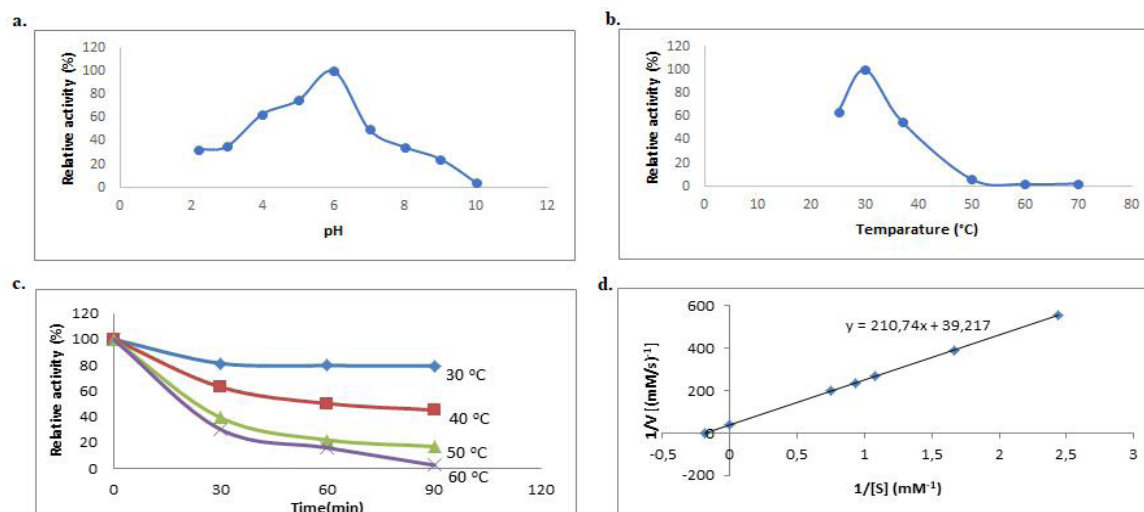 a.
120
100
80
60
40
20
0
Relative activity (%)
0 2 4 6 8 10 12
pH
b.
120
100
80
60
40
20
0
Relative activity (%)
0 10 20 30 40 50 60 70 80
Temparature (°C)
c.
120
100
80
60
40
20
0
Relative activity (%)
30 °C
40 °C
50 °C
60 °C
0 30 60 90 120
Time(min)
d.
600
400
200
0
-200
1/V [(mM/s)⁻¹]
y = 210,74x + 39,217
-0,5 0 0,5 1 1,5 2 2,5 3
1/[S] (mM⁻¹)